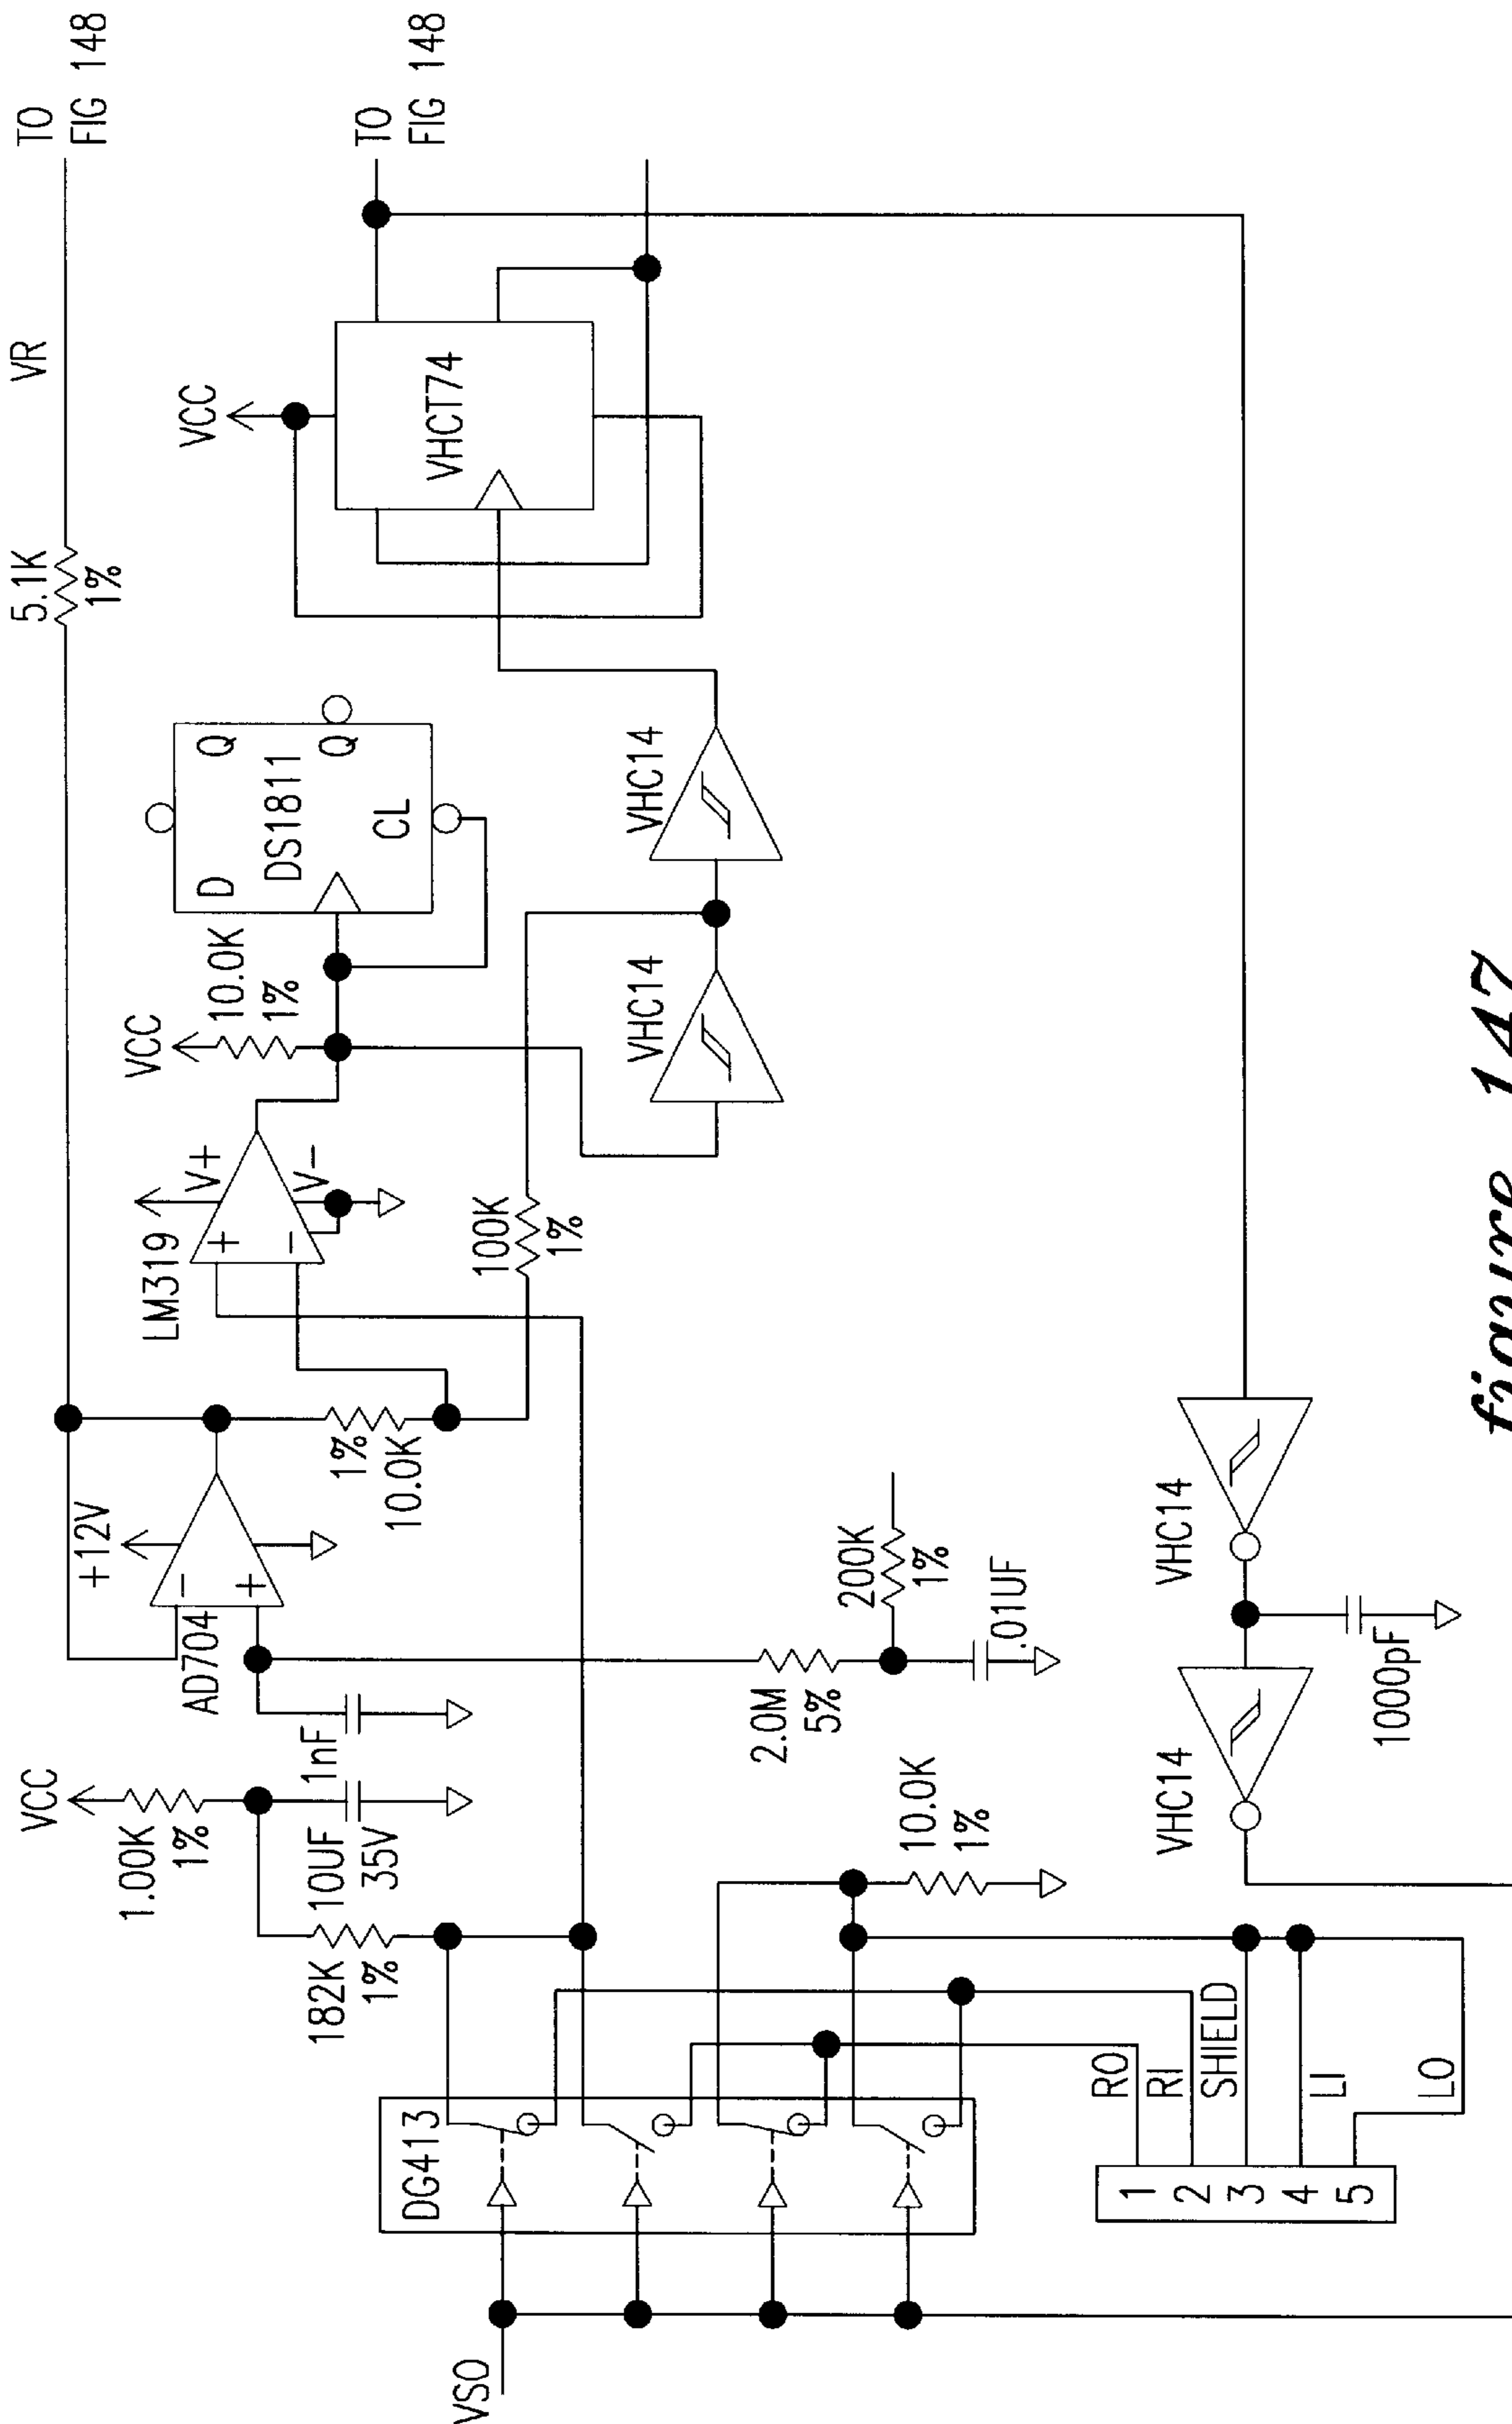 TO
FIG 148
VR
5.1K
1%
TO
FIG 148
VCC
VHCT74
D
Q
DS1811
Q
CL
VCC
10.0K
1%
VHC14
VHC14
LM319
V+
+
-
V-
100K
1%
+12V
-
+
AD704
1%
10.0K
200K
1%
.01UF
2.0M
5%
VCC
1.00K
1%
1nF
10UF
35V
182K
1%
10.0K
1%
VHC14
VHC14
1000pF
DG413
VSO
RO
RI
SHIELD
LI
LO
1
2
3
4
5
figure 147